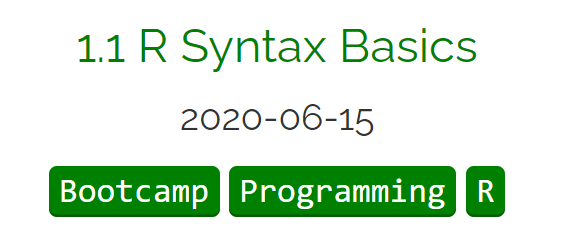 1.1 R Syntax Basics
2020-06-15
Bootcamp Programming R